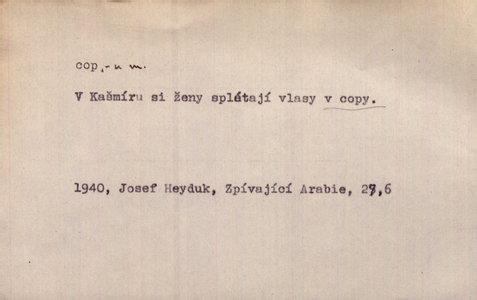 cop, -u m.
V Kašmíru si ženy splétají vlasy v copy.
1940, Josef Heyduk, Zpívající Arabie, 27,6